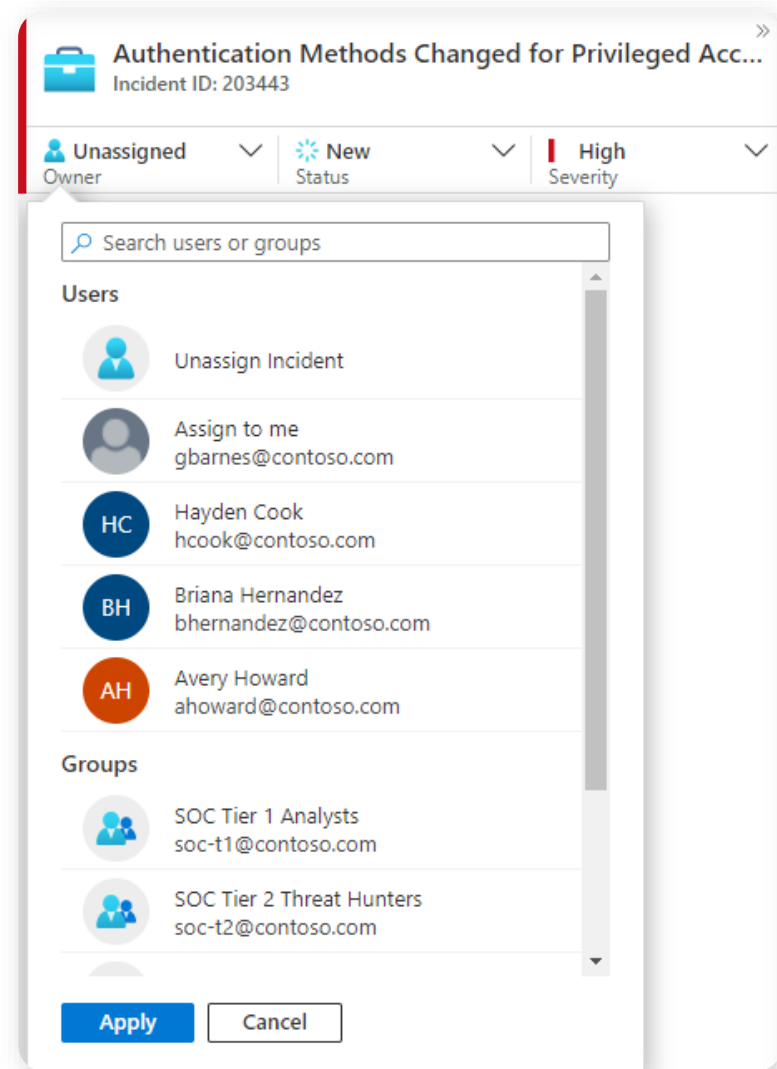 Authentication Methods Changed for Privileged Acc...
Incident ID: 203443
Unassigned
Owner
New
Status
High
Severity
Search users or groups
Users
Unassign Incident
Assign to me
gbarnes@contoso.com
HC
Hayden Cook
hcook@contoso.com
BH
Briana Hernandez
bhernandez@contoso.com
AH
Avery Howard
ahoward@contoso.com
Groups
SOC Tier 1 Analysts
soc-t1@contoso.com
SOC Tier 2 Threat Hunters
soc-t2@contoso.com
Apply
Cancel